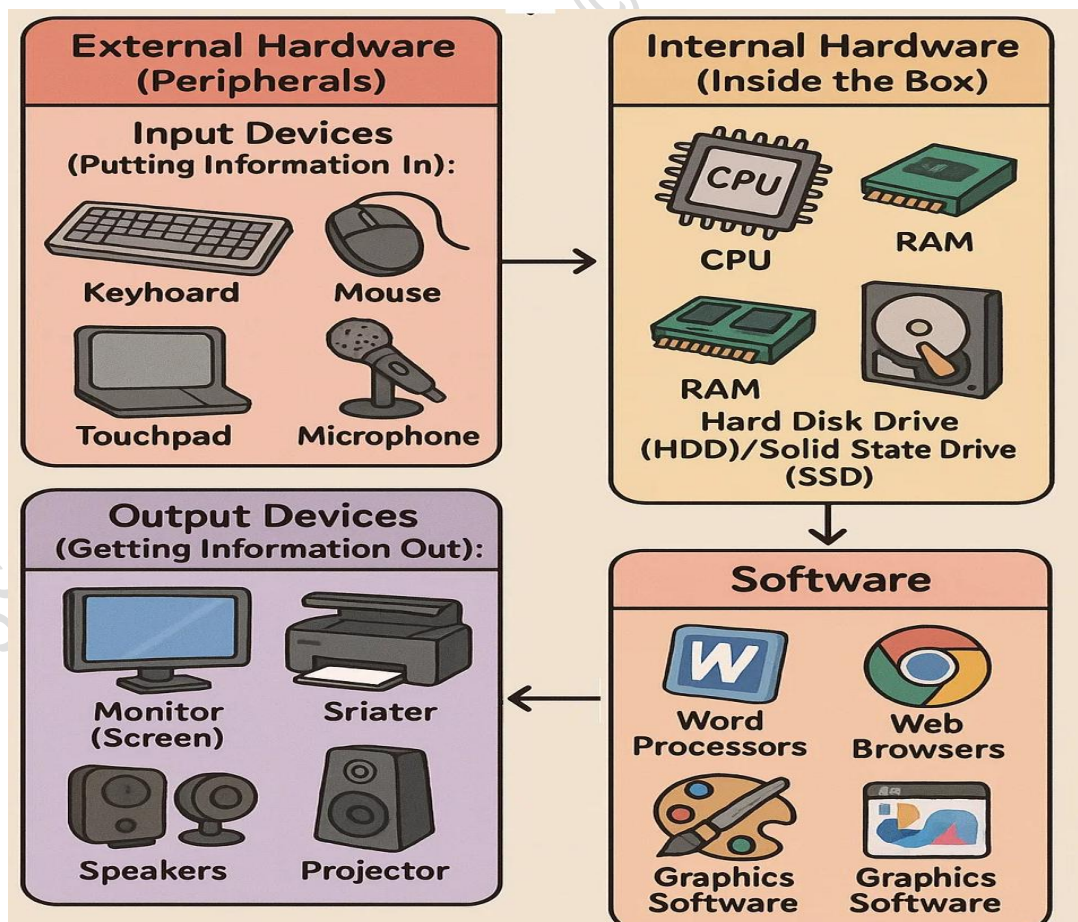 External Hardware
(Peripherals)
Input Devices
(Putting Information In):
Keyhoard
Mouse
Touchpad
Microphone
Internal Hardware
(Inside the Box)
CPU
CPU
RAM
RAM
Hard Disk Drive
(HDD)/Solid State Drive
(SSD)
Output Devices
(Getting Information Out):
Monitor
(Screen)
Sriater
Speakers
Projector
Software
W
Word
Processors
Web
Browsers
Graphics
Software
Graphics
Software